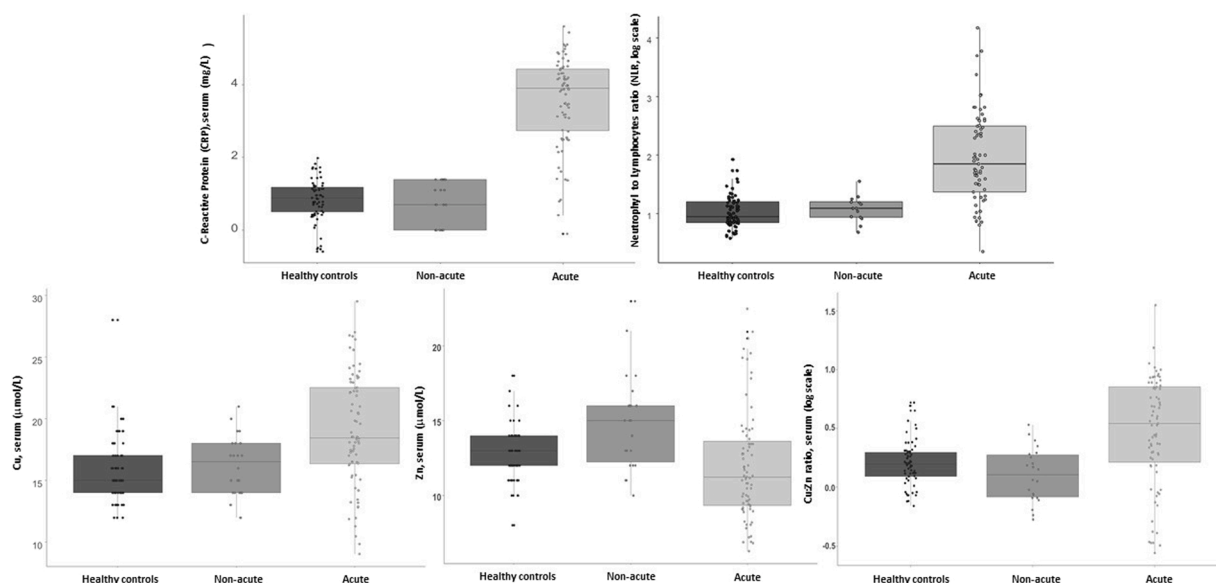 C-Reactive Protein (CRP), serum (mg/L) )
4
2
0
Healthy controls
Non-acute
Acute
Neutrophyl to Lymphocytes ratio (NLR, log scale)
4
3
2
1
Healthy controls
Non-acute
Acute
Cu, serum (μmol/L)
30
25
20
15
10
Healthy controls
Non-acute
Acute
Zn, serum (μmol/L)
20
15
10
Healthy controls
Non-acute
Acute
Cu:Zn ratio, serum (log scale)
1.5
1.0
0.5
0.0
-0.5
Healthy controls
Non-acute
Acute